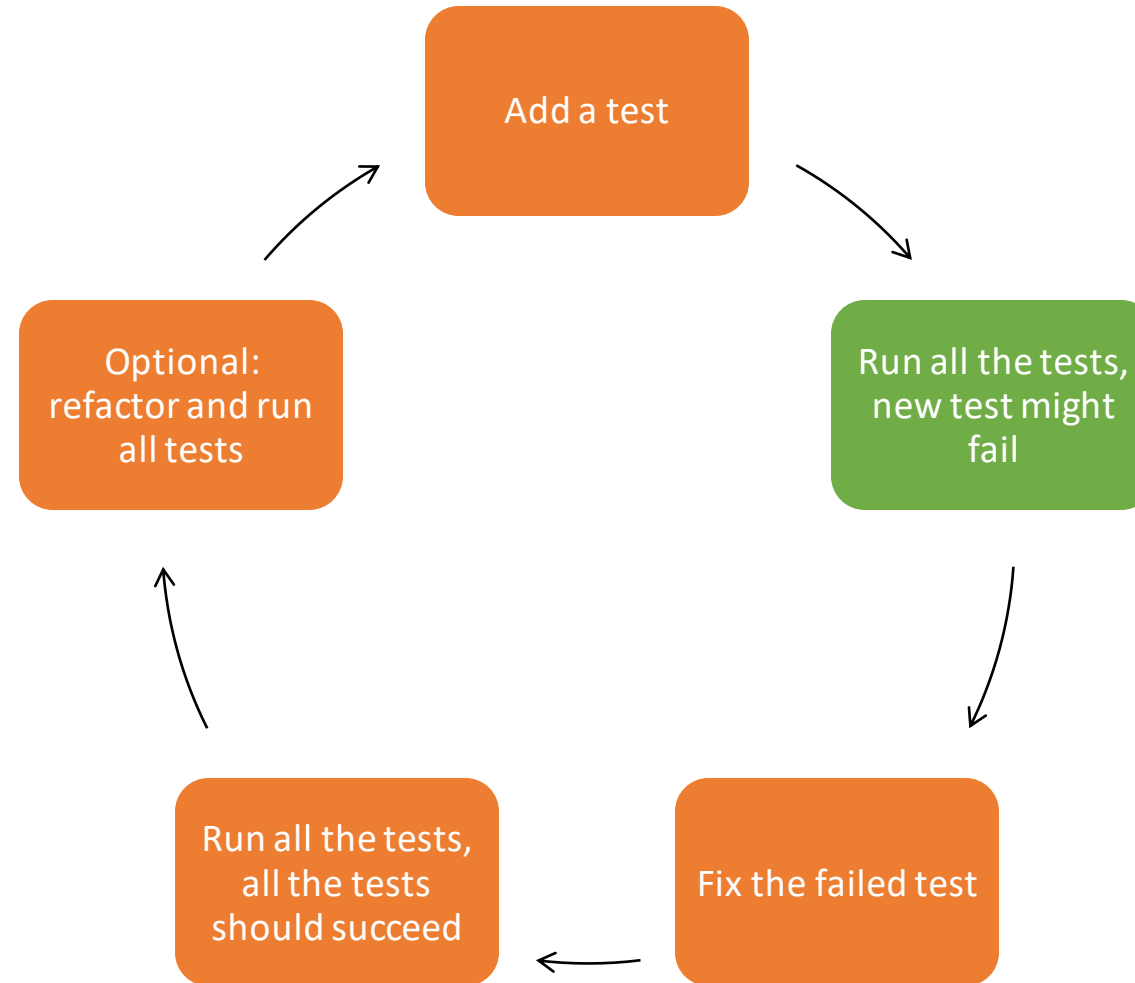 Add a test
Run all the tests,
new test might
fail
Fix the failed test
Run all the tests,
all the tests
should succeed
Optional:
refactor and run
all tests